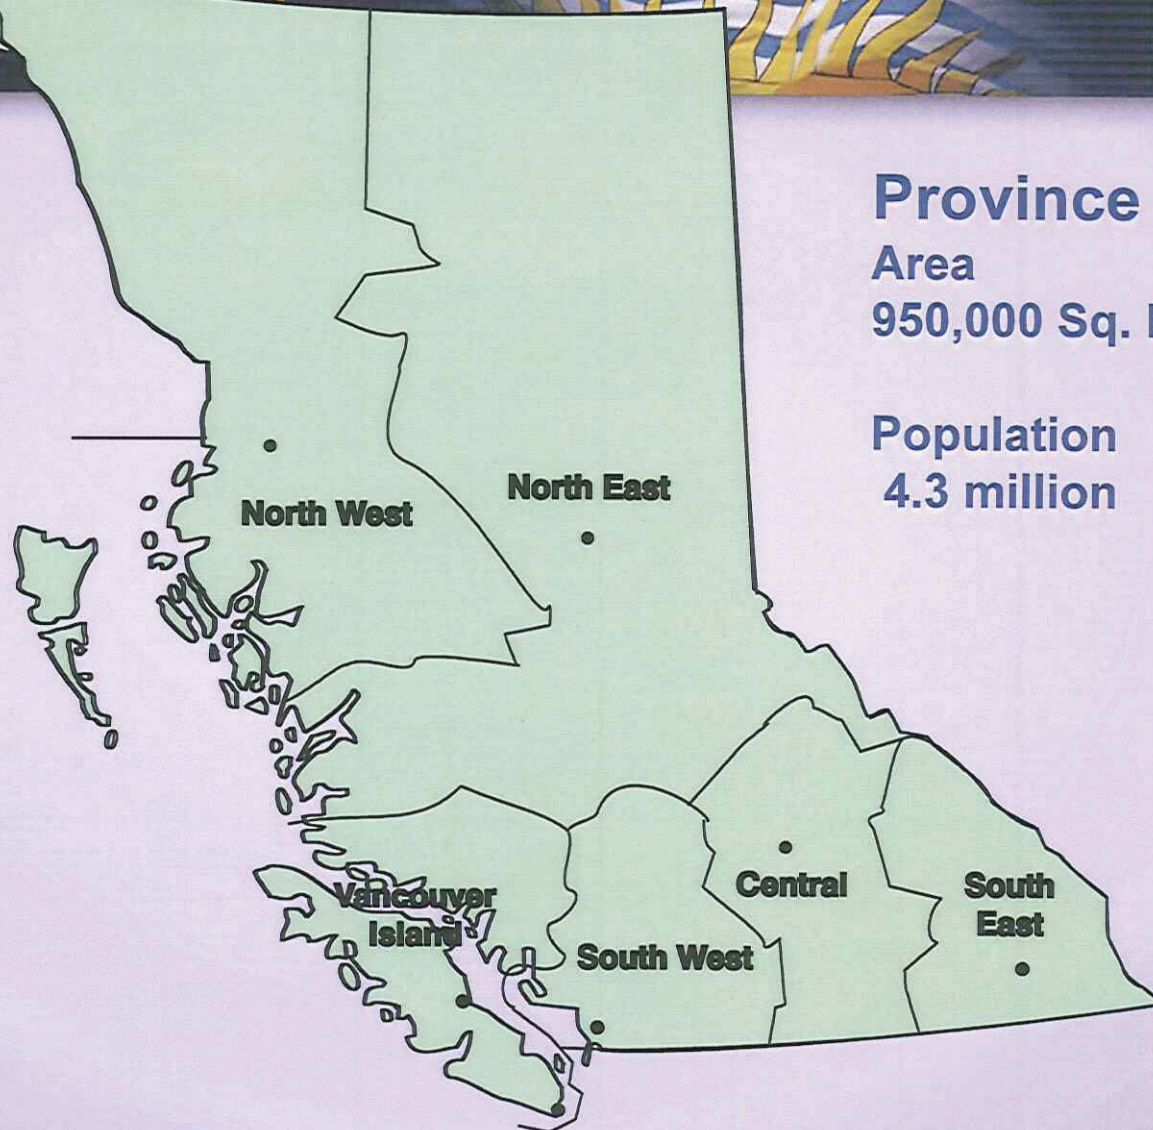 Province
Area
950,000 Sq.
Population
4.3 million
North West
North East
Vancouver
Island
South West
Central
South
East